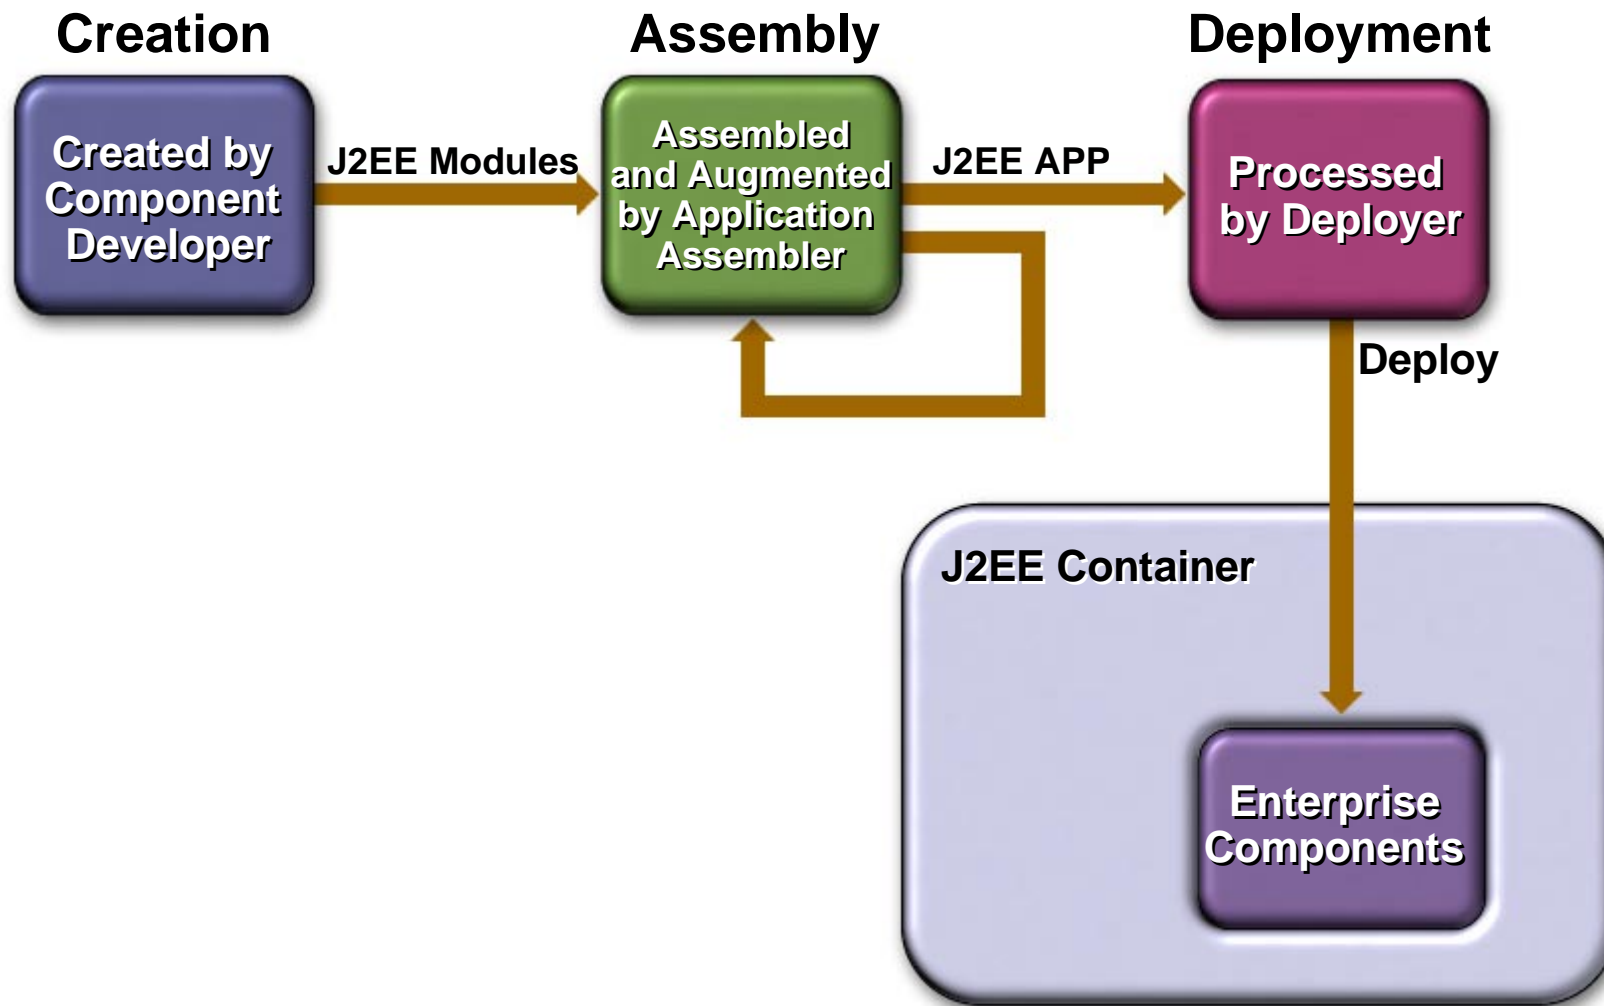 Creation
Assembly
Deployment
Created by
Component
Developer
J2EE Modules
Assembled
and Augmented
by Application
Assembler
J2EE APP
Processed
by Deployer
Deploy
J2EE Container
Enterprise
Components